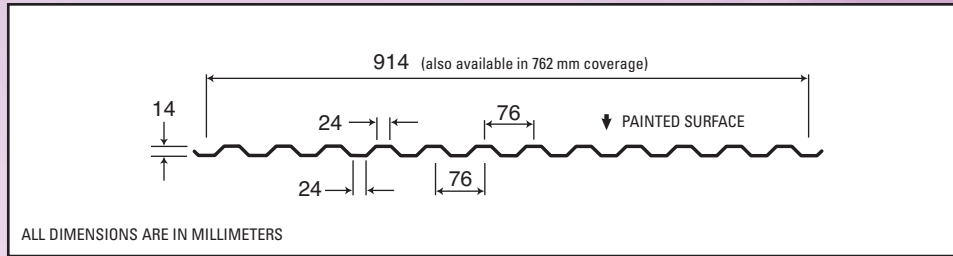 914 (also available in 762 mm coverage)
14
24
76
PAINTED SURFACE
24
76
ALL DIMENSIONS ARE IN MILLIMETERS